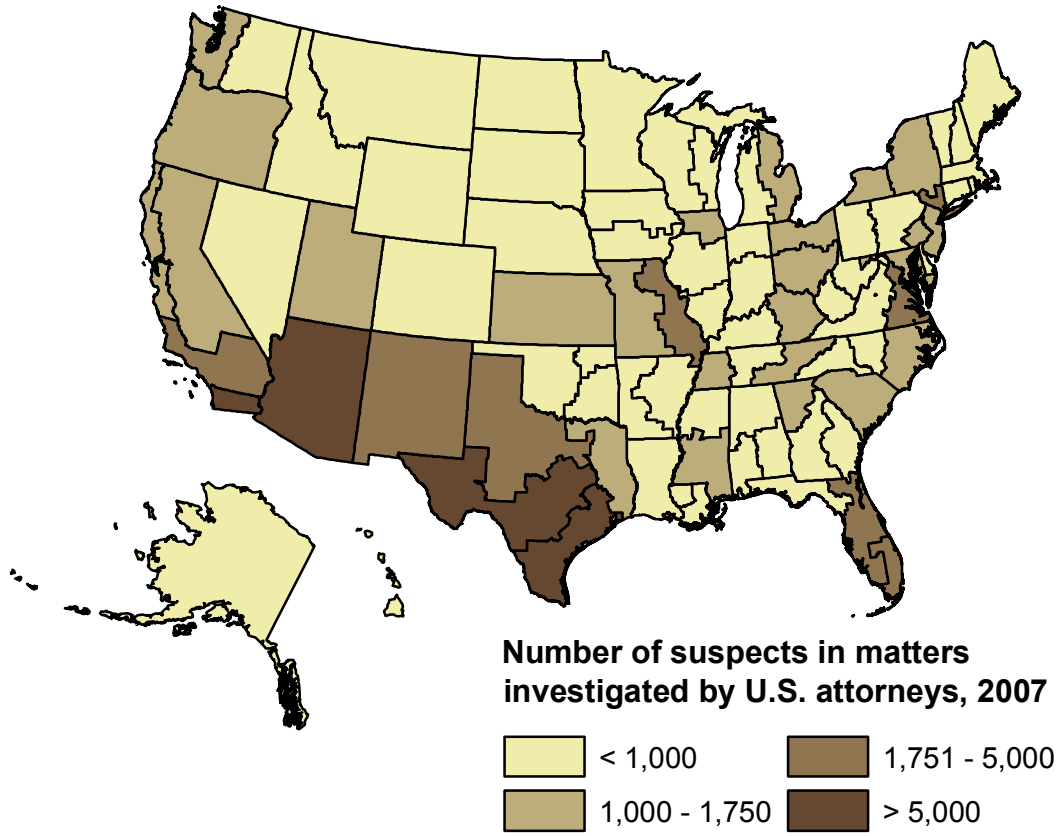 Number of suspects in matters
investigated by U.S. attorneys, 2007
< 1,000
1,751 - 5,000
1,000 - 1,750
> 5,000